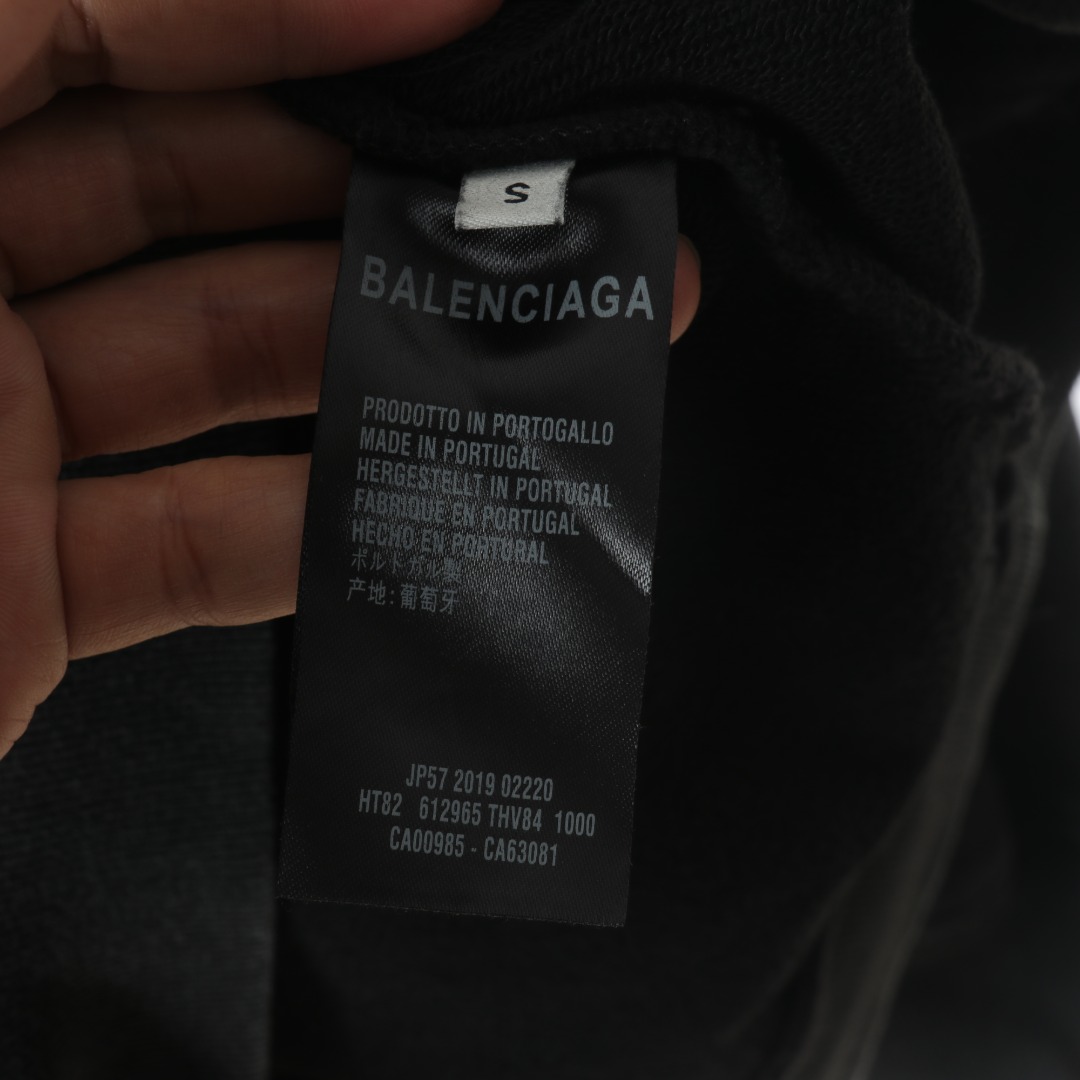 S
BALENCIAGA
PRODOTTO IN PORTOGALLO
MADE IN PORTUGAL
HERGESTELLT IN PORTUGAL
FABRIQUE EN PORTUGAL
HECHO EN PORTURAL
ポルトガル製
产地：葡萄牙
JP57 2019 02220
HT82 612965 THV84 1000
CA00985 - CA63081